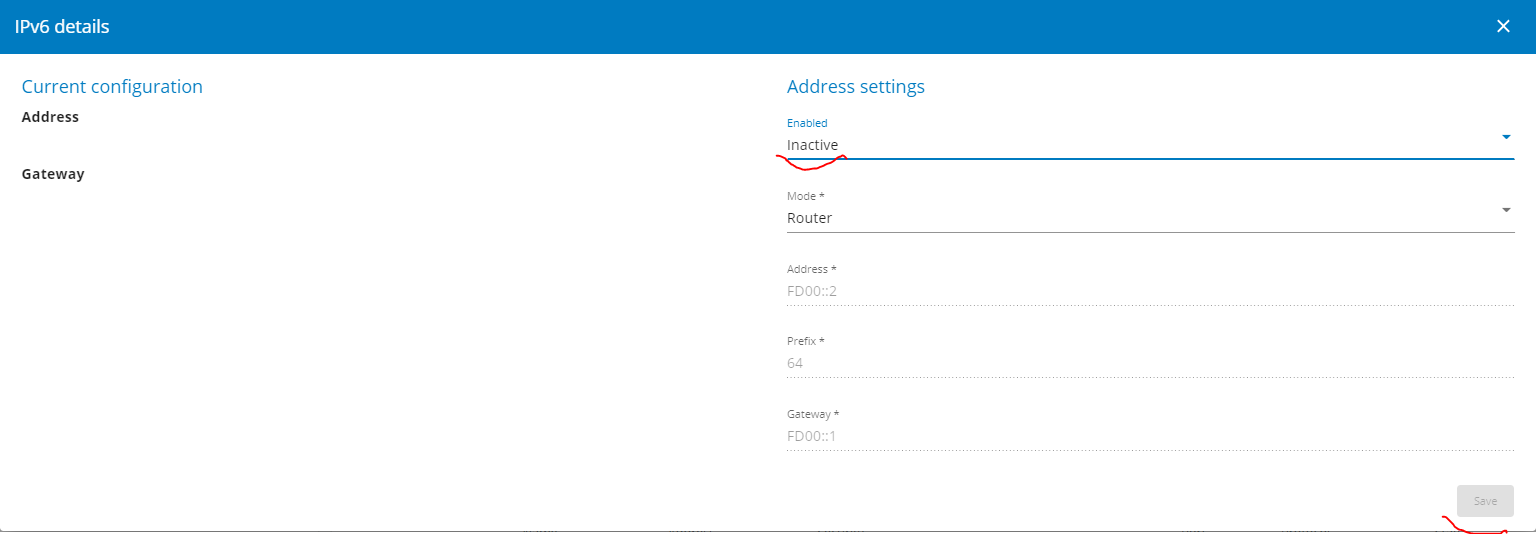 IPv6 details
Current configuration
Address
Gateway
Address settings
Enabled
Inactive
Mode *
Router
Address *
FD00::2
Prefix *
64
Gateway *
FD00::1
Save